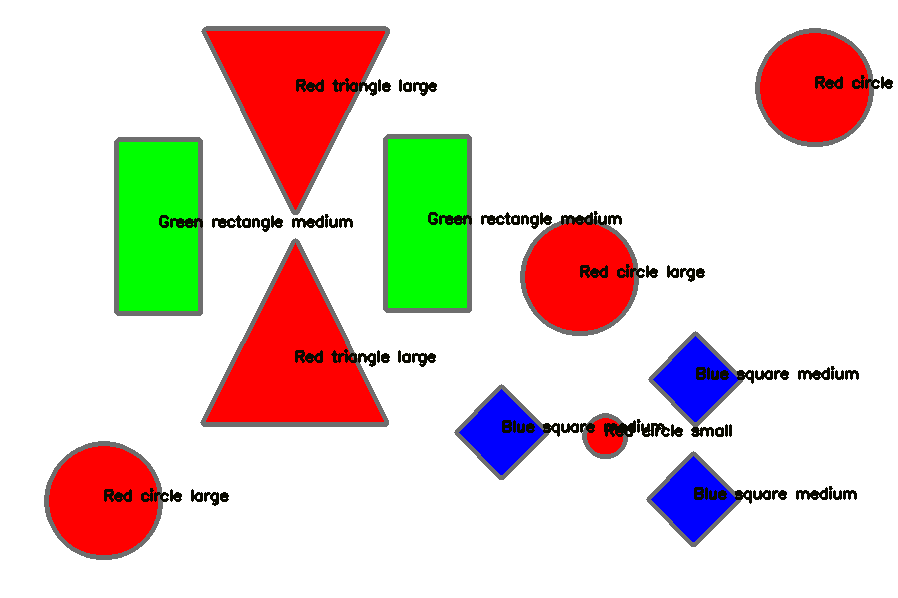 Red triangle large
Red circle
Green rectangle medium
Green rectangle medium
Red circle large
Red triangle large
Blue square medium
Blue square medium
Red circle small
Red circle large
Blue square medium